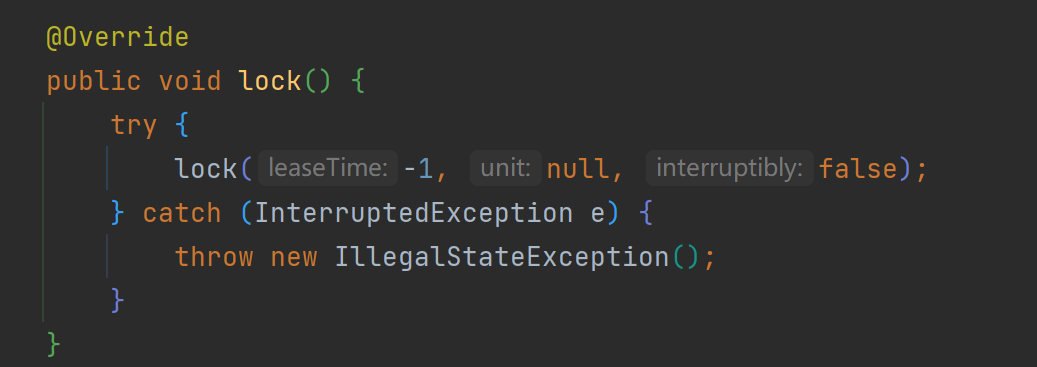 @Override
public void lock() {
try {
lock( leaseTime: -1, unit: null, interruptibly: false);
} catch (InterruptedException e) {
throw new IllegalStateException();
}
}